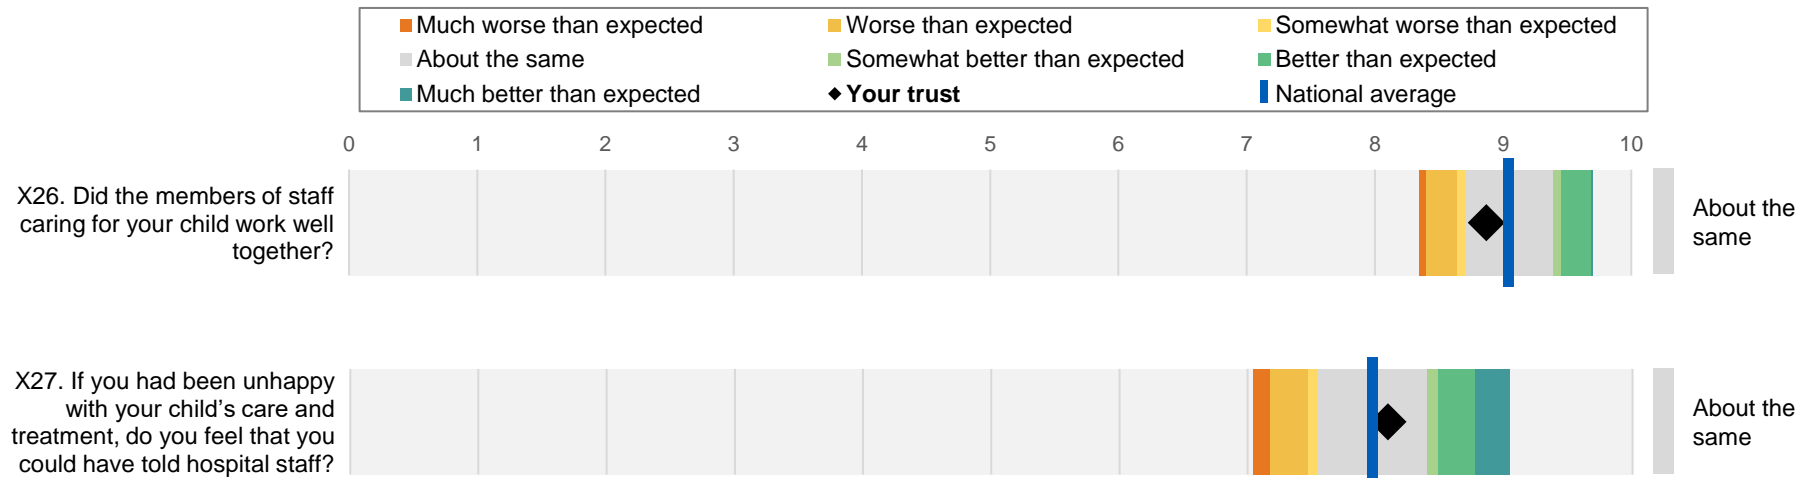 Much worse than expected
Worse than expected
Somewhat worse than expected
About the same
Somewhat better than expected
Better than expected
Much better than expected
Your trust
National average
0 1 2 3 4 5 6 7 8 9 10
X26. Did the members of staff
caring for your child work well
together?
About the
same
X27. If you had been unhappy
with your child’s care and
treatment, do you feel that you
could have told hospital staff?
About the
same